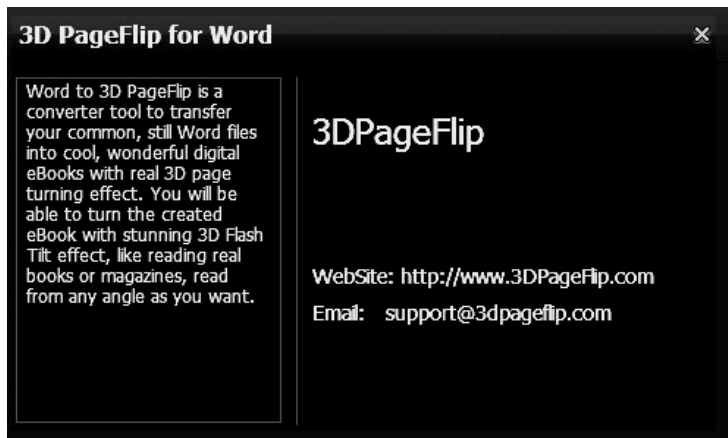 3D PageFlip for Word
Word to 3D PageFlip is a
converter tool to transfer
your common, still Word files
into cool, wonderful digital
eBooks with real 3D page
turning effect. You will be
able to turn the created
eBook with stunning 3D Flash
Tilt effect, like reading real
books or magazines, read
from any angle as you want.
3DPageFlip
WebSite: http://www.3DPageFlip.com
Email: support@3dpageflip.com